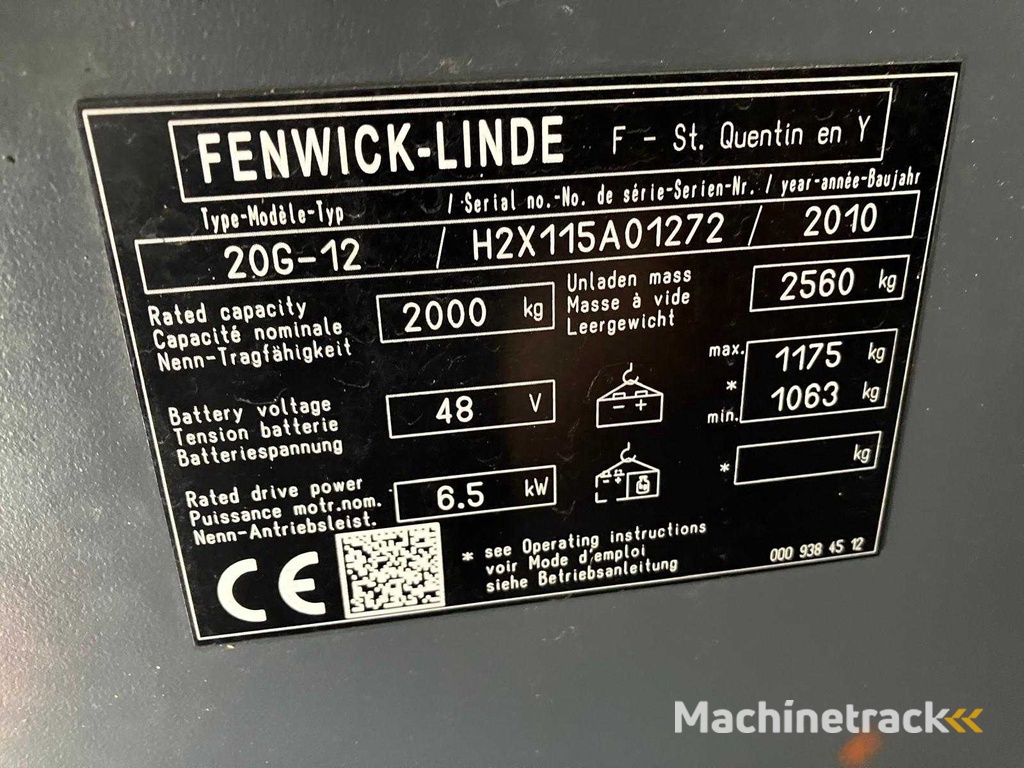 FENWICK-LINDE F - St. Quentin en Y
Type-Modèle-Typ / Serial no.-No. de série-Serien-Nr. / year-année-Baujahr
20G-12 / H2X115A01272 / 2010
Rated capacity
Capacité nominale
Nenn-Tragfähigkeit
2000 kg
Unladen mass
Masse à vide
Leergewicht
2560 kg
Battery voltage
Tension batterie
Batteriespannung
48 V
- +
max. 1175 kg
*
min. 1063 kg
Rated drive power
Puissance motr.nom.
Nenn-Antriebsleist.
6.5 kW
- +
* kg
CE
* see Operating instructions
voir Mode d'emploi
siehe Betriebsanleitung
000 938 45 12
Machinetrack